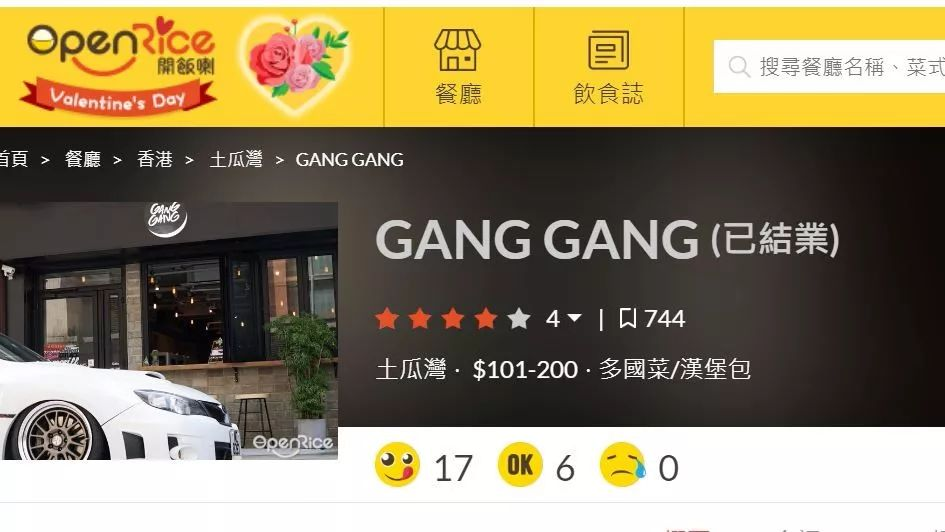 OpenRice
開飯喇
Valentine's Day
餐廳
飲食誌
搜尋餐廳名稱、菜式
首頁 > 餐廳 > 香港 > 土瓜灣 > GANG GANG
GANG GANG
GANG GANG (已結業)
4 | 744
土瓜灣 · $101-200 · 多國菜/漢堡包
OpenRice
17 OK 6 0